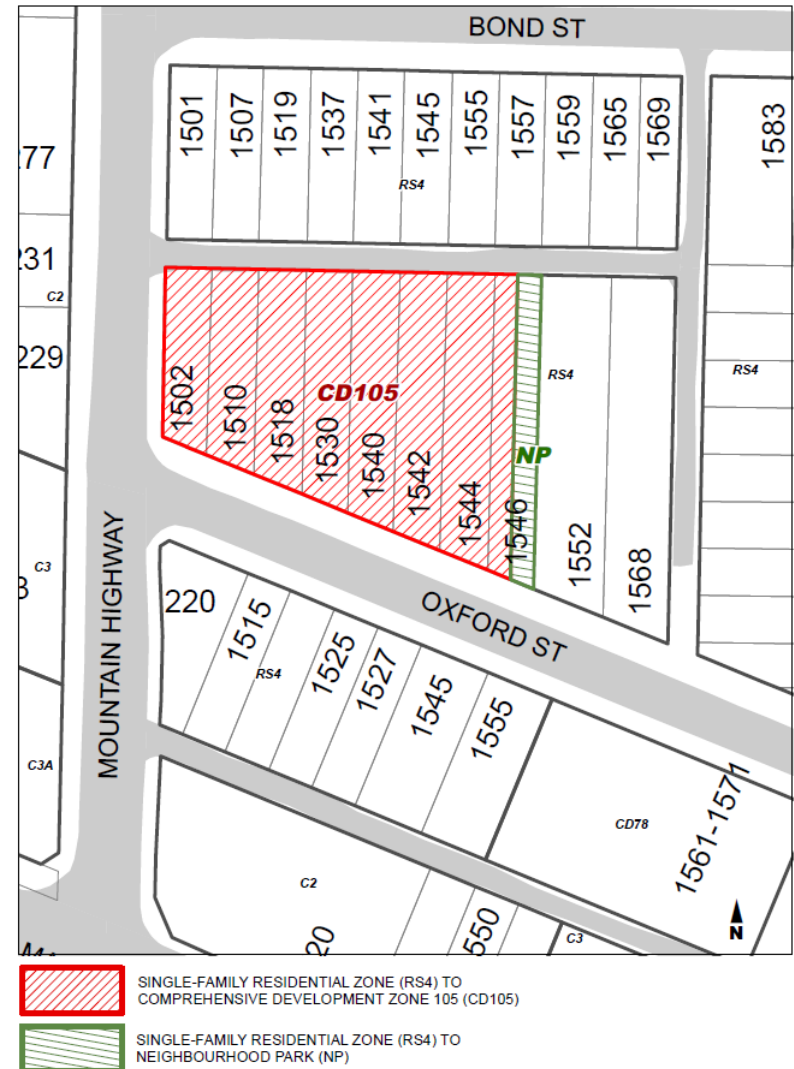 BOND ST
1501
1507
1519
1537
1541
1545
1555
1557
1559
1565
1569
1583
RS4
277
231
C2
229
RS4
RS4
CD105
NP
1502
1510
1518
1530
1540
1542
1544
1546
1552
1568
C3
MOUNTAIN HIGHWAY
OXFORD ST
220
1515
RS4
1525
1527
1545
1555
C3A
CD78
1561-1571
C2
20
550
C3
N
SINGLE-FAMILY RESIDENTIAL ZONE (RS4) TO
COMPREHENSIVE DEVELOPMENT ZONE 105 (CD105)
SINGLE-FAMILY RESIDENTIAL ZONE (RS4) TO
NEIGHBOURHOOD PARK (NP)